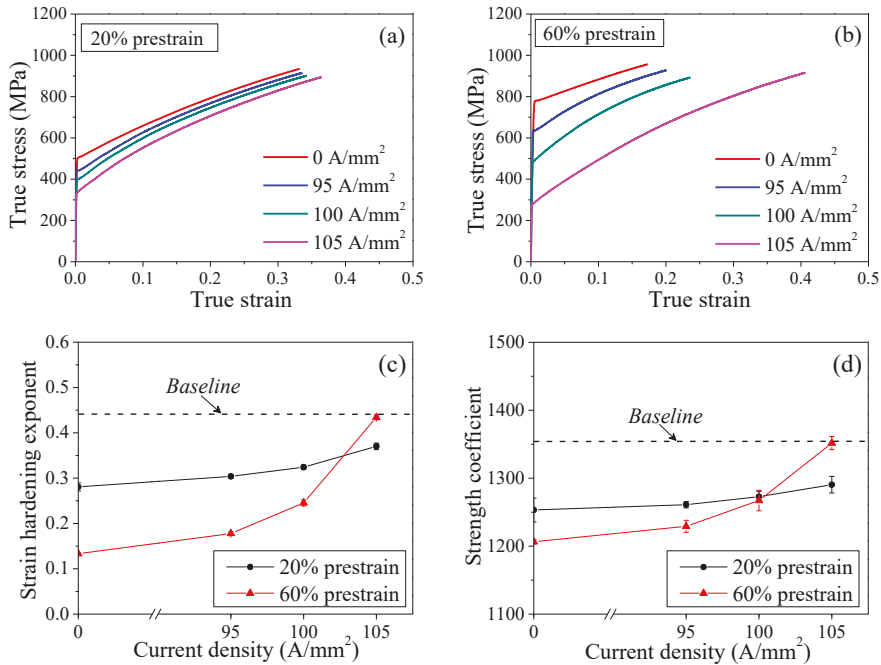 20% prestrain
(a)
True stress (MPa)
1200
1000
800
600
400
200
0
0 A/mm²
95 A/mm²
100 A/mm²
105 A/mm²
0.0 0.1 0.2 0.3 0.4 0.5
True strain
60% prestrain
(b)
True stress (MPa)
1200
1000
800
600
400
200
0
0 A/mm²
95 A/mm²
100 A/mm²
105 A/mm²
0.0 0.1 0.2 0.3 0.4 0.5
True strain
(c)
Strain hardening exponent
0.6
0.5
0.4
0.3
0.2
0.1
0.0
Baseline
20% prestrain
60% prestrain
0 95 100 105
Current density (A/mm²)
(d)
Strength coefficient
1500
1400
1300
1200
1100
Baseline
20% prestrain
60% prestrain
0 95 100 105
Current density (A/mm²)